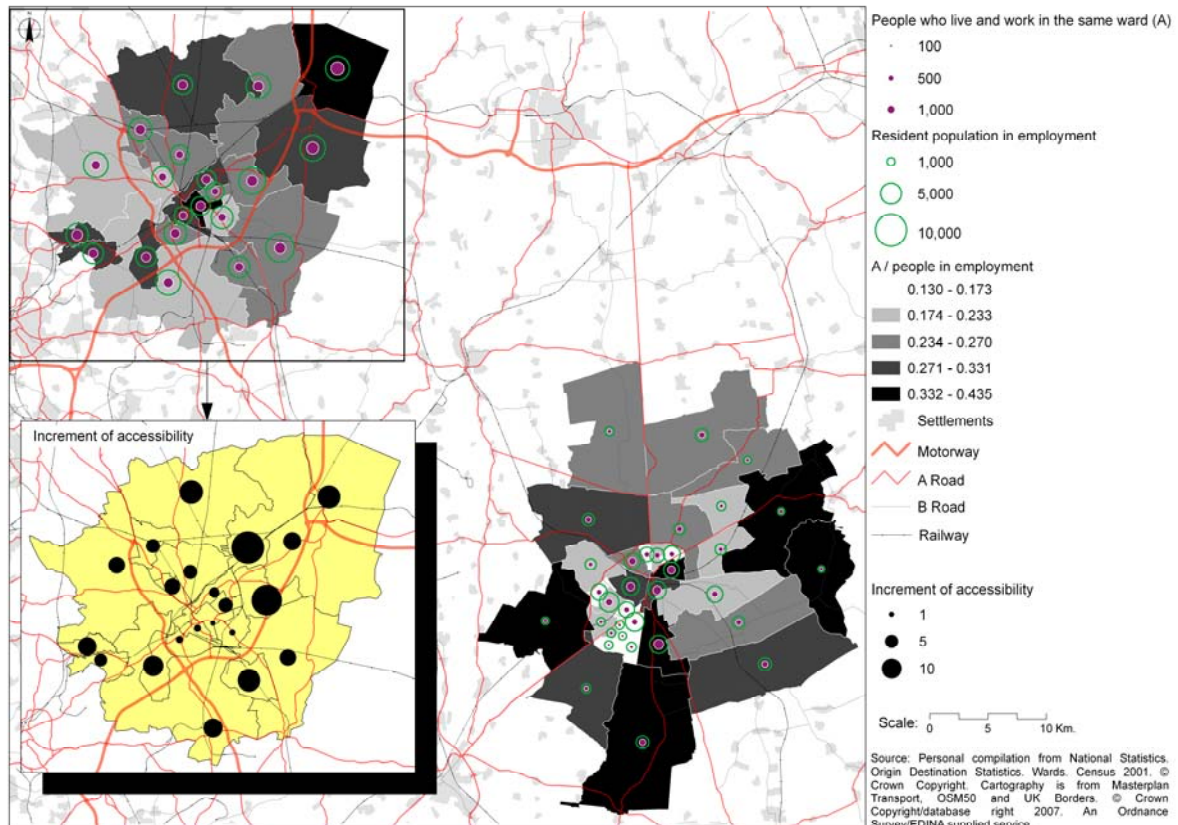 People who live and work in the same ward (A)
100
500
1,000
Resident population in employment
1,000
5,000
10,000
A / people in employment
0.130 - 0.173
0.174 - 0.233
0.234 - 0.270
0.271 - 0.331
0.332 - 0.435
Settlements
Motorway
A Road
B Road
Railway
Increment of accessibility
1
5
10
Scale:
0 5 10 Km.
Source: Personal compilation from National Statistics.
Origin Destination Statistics. Wards. Census 2001. ©
Crown Copyright. Cartography is from Masterplan
Transport, OSM50 and UK Borders. © Crown
Copyright/database right 2007. An Ordnance
Survey/EDINA supplied service
Increment of accessibility